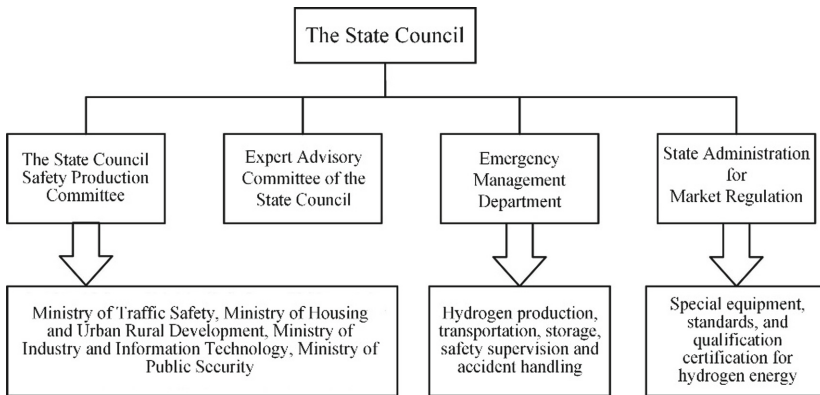 The State Council
The State Council
Safety Production
Committee
Expert Advisory
Committee of the
State Council
Emergency
Management
Department
State Administration
for
Market Regulation
Ministry of Traffic Safety, Ministry of Housing
and Urban Rural Development, Ministry of
Industry and Information Technology, Ministry of
Public Security
Hydrogen production,
transportation, storage,
safety supervision and
accident handling
Special equipment,
standards, and
qualification
certification for
hydrogen energy